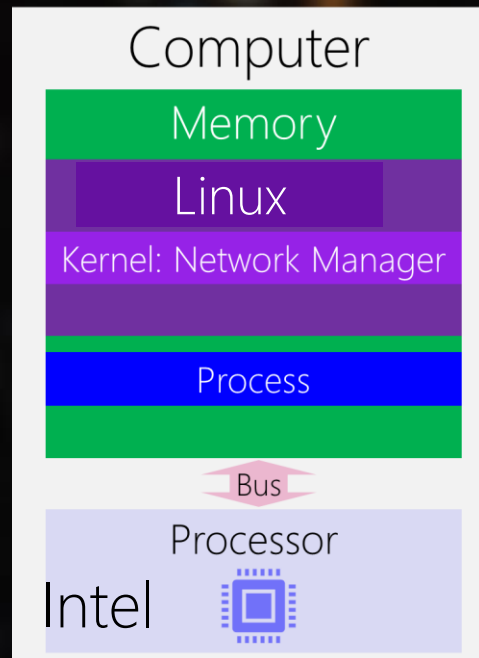 Computer
Memory
Linux
Kernel: Network Manager
Process
Bus
Processor
Intel